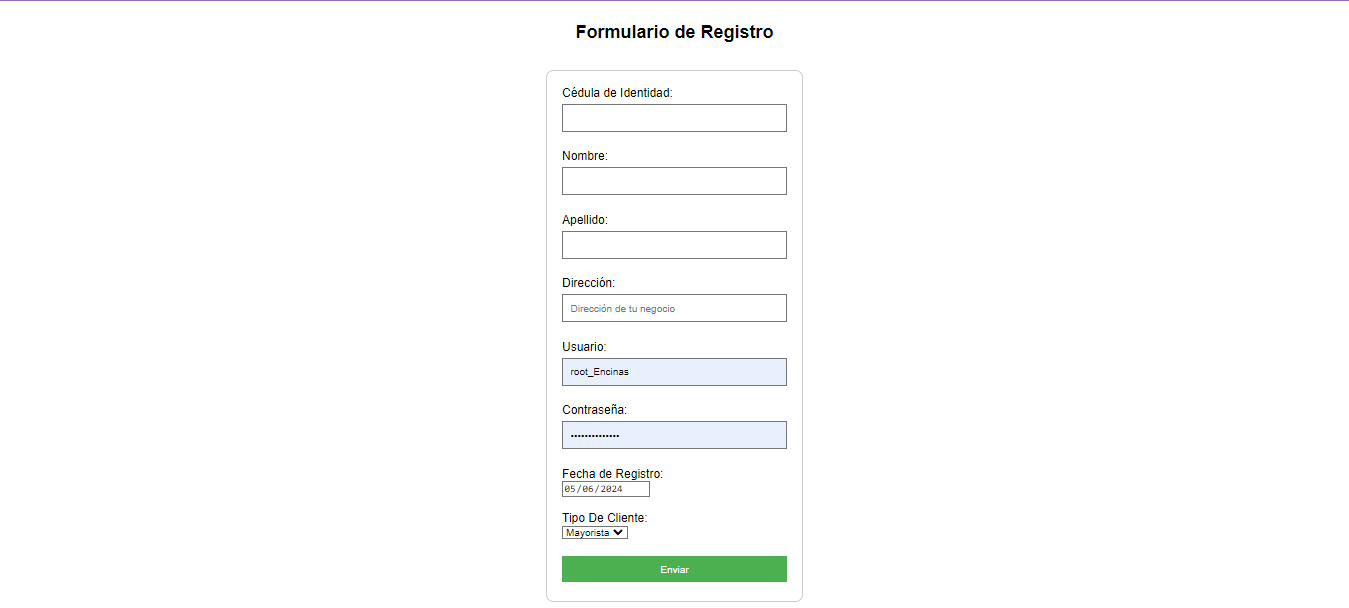 Formulario de Registro
Cédula de Identidad:
Nombre:
Apellido:
Dirección:
Dirección de tu negocio
Usuario:
root_Encinas
Contraseña:
••••••••••••••
Fecha de Registro:
05/06/2024
Tipo De Cliente:
Mayorista
Enviar